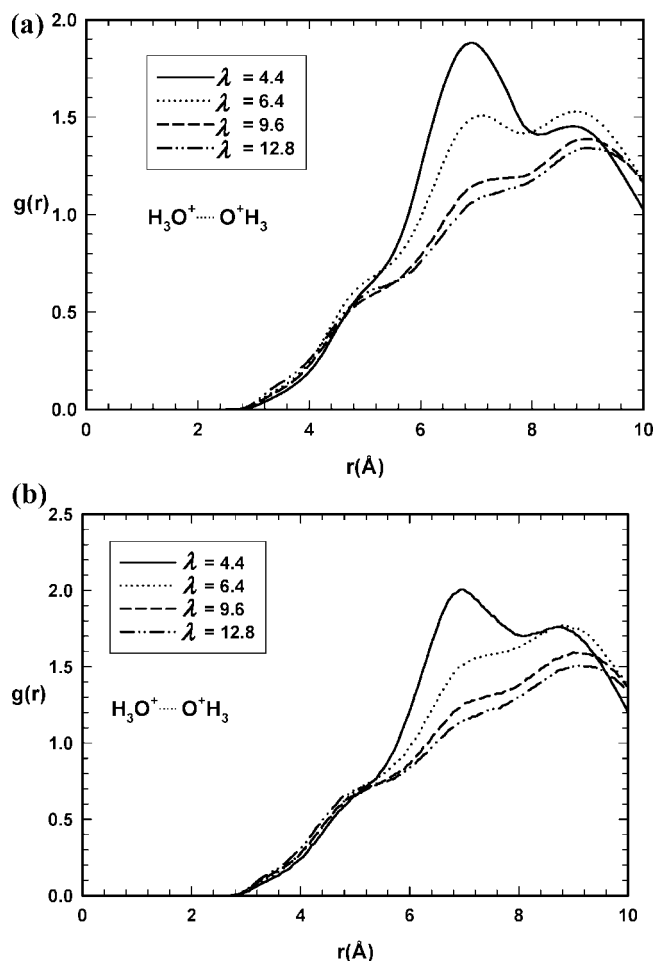 (a)
2.0
1.5
1.0
0.5
0.0
g(r)
λ = 4.4
λ = 6.4
λ = 9.6
λ = 12.8
H₃O⁺····· O⁺H₃
0 2 4 6 8 10
r(Å)
(b)
2.5
2.0
1.5
1.0
0.5
0.0
g(r)
λ = 4.4
λ = 6.4
λ = 9.6
λ = 12.8
H₃O⁺····· O⁺H₃
0 2 4 6 8 10
r(Å)